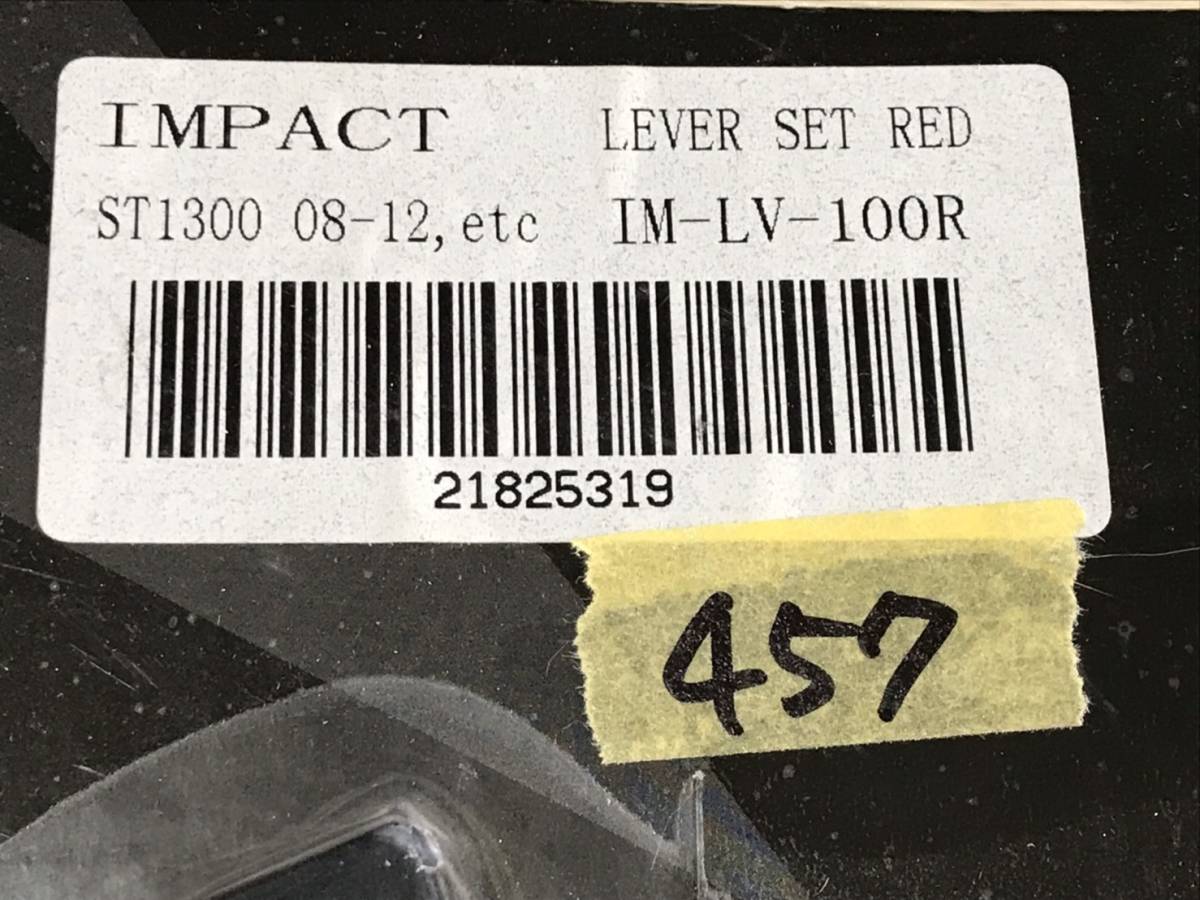 IMPACT LEVER SET RED
ST1300 08-12,etc IM-LV-100R
21825319
457